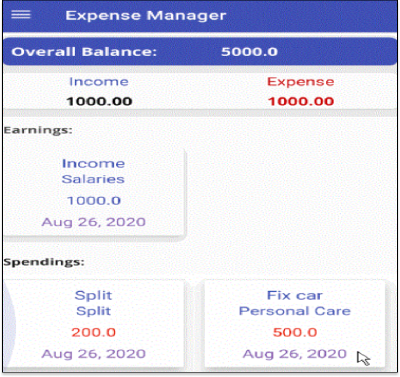 Expense Manager
Overall Balance: 5000.0
Income Expense
1000.00 1000.00
Earnings:
Income
Salaries
1000.0
Aug 26, 2020
Spendings:
Split
Split
200.0
Aug 26, 2020
Fix car
Personal Care
500.0
Aug 26, 2020